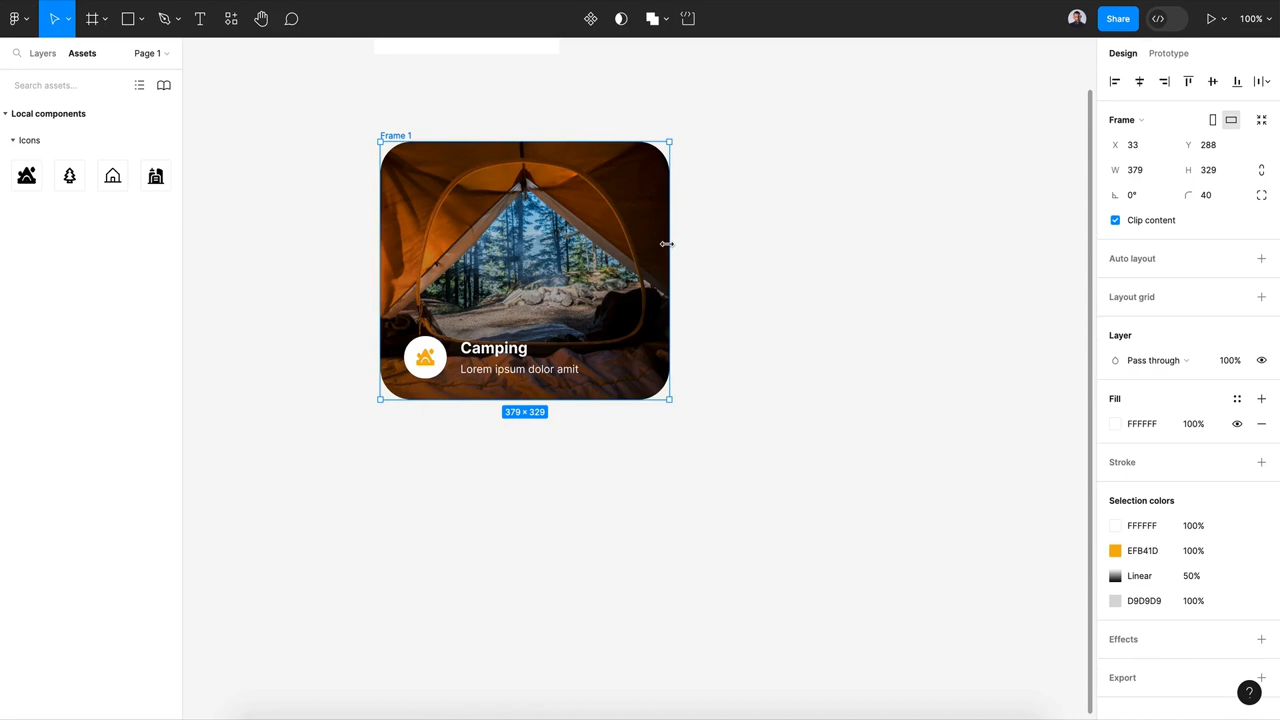 Share
100%
Layers
Assets
Page 1
Search assets...
Local components
Icons
Frame 1
Camping
Lorem ipsum dolor amit
379 × 329
Design
Prototype
Frame
X 33 Y 288
W 379 H 329
0° 40
Clip content
Auto layout
Layout grid
Layer
Pass through 100%
Fill
FFFFFF 100%
Stroke
Selection colors
FFFFFF 100%
EFB41D 100%
Linear 50%
D9D9D9 100%
Effects
Export
?